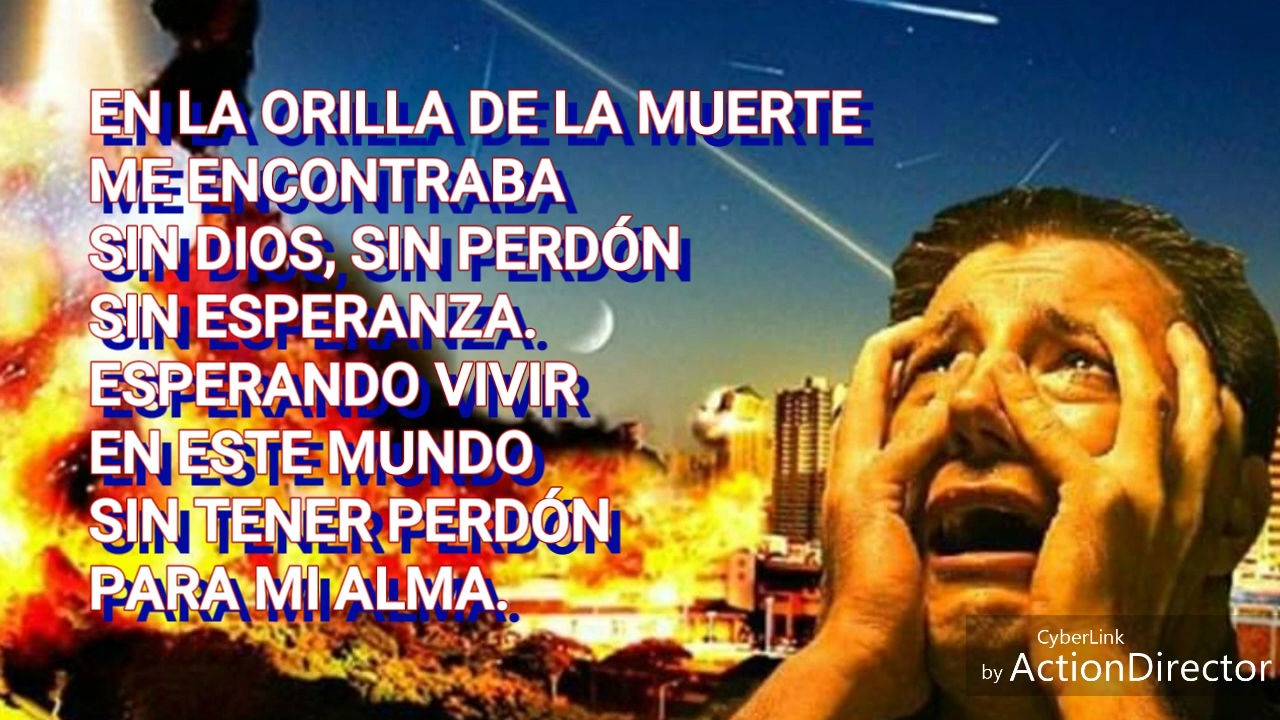 EN LA ORILLA DE LA MUERTE
ME ENCONTRABA
SIN DIOS, SIN PERDÓN
SIN ESPERANZA.
ESPERANDO VIVIR
EN ESTE MUNDO
SIN TENER PERDÓN
PARA MI ALMA.
CyberLink
by ActionDirector